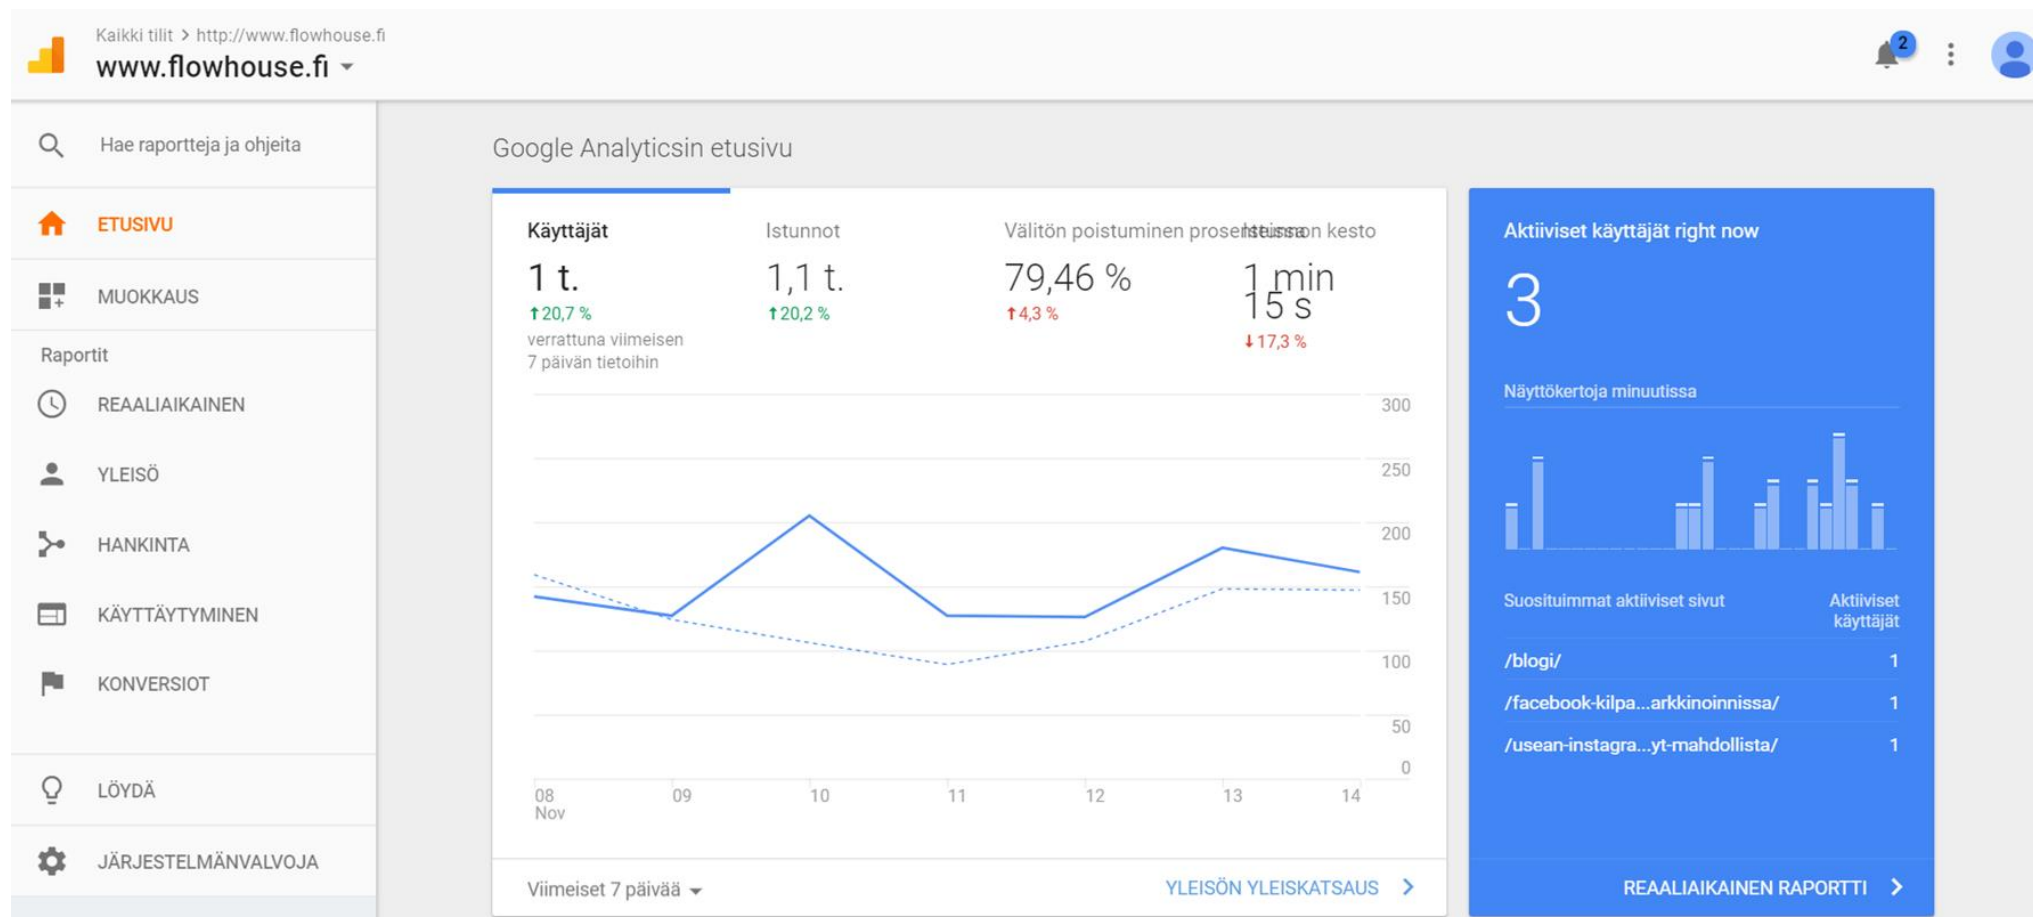 Kaikki tilit > http://www.flowhouse.fi
www.flowhouse.fi
2
Hae raportteja ja ohjeita
ETUSIVU
MUOKKAUS
Raportit
REAALIAIKAINEN
YLEISÖ
HANKINTA
KÄYTTÄYTYMINEN
KONVERSIOT
LÖYDÄ
JÄRJESTELMÄNVALVOJA
Google Analyticsin etusivu
Käyttäjät
1 t.
20,7 %
verrattuna viimeisen
7 päivän tietoihin
Istunnot
1,1 t.
20,2 %
Välitön poistuminen prosenteissa
79,46 %
4,3 %
Istunnon kesto
1 min
15 s
17,3 %
300
250
200
150
100
50
0
08 09 10 11 12 13 14
Nov
Viimeiset 7 päivää
YLEISÖN YLEISKATSAUS
Aktiiviset käyttäjät right now
3
Näyttökertoja minuutissa
Suosituimmat aktiiviset sivut
Aktiiviset
käyttäjät
/blogi/ 1
/facebook-kilpa...arkkinoinnissa/ 1
/usean-instagra...yt-mahdollista/ 1
REAALIAIKAINEN RAPORTTI